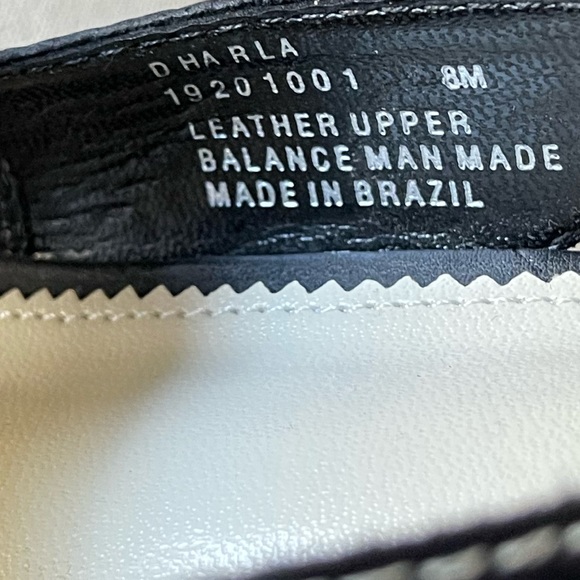 DHARLA
19201001 8M
LEATHER UPPER
BALANCE MAN MADE
MADE IN BRAZIL